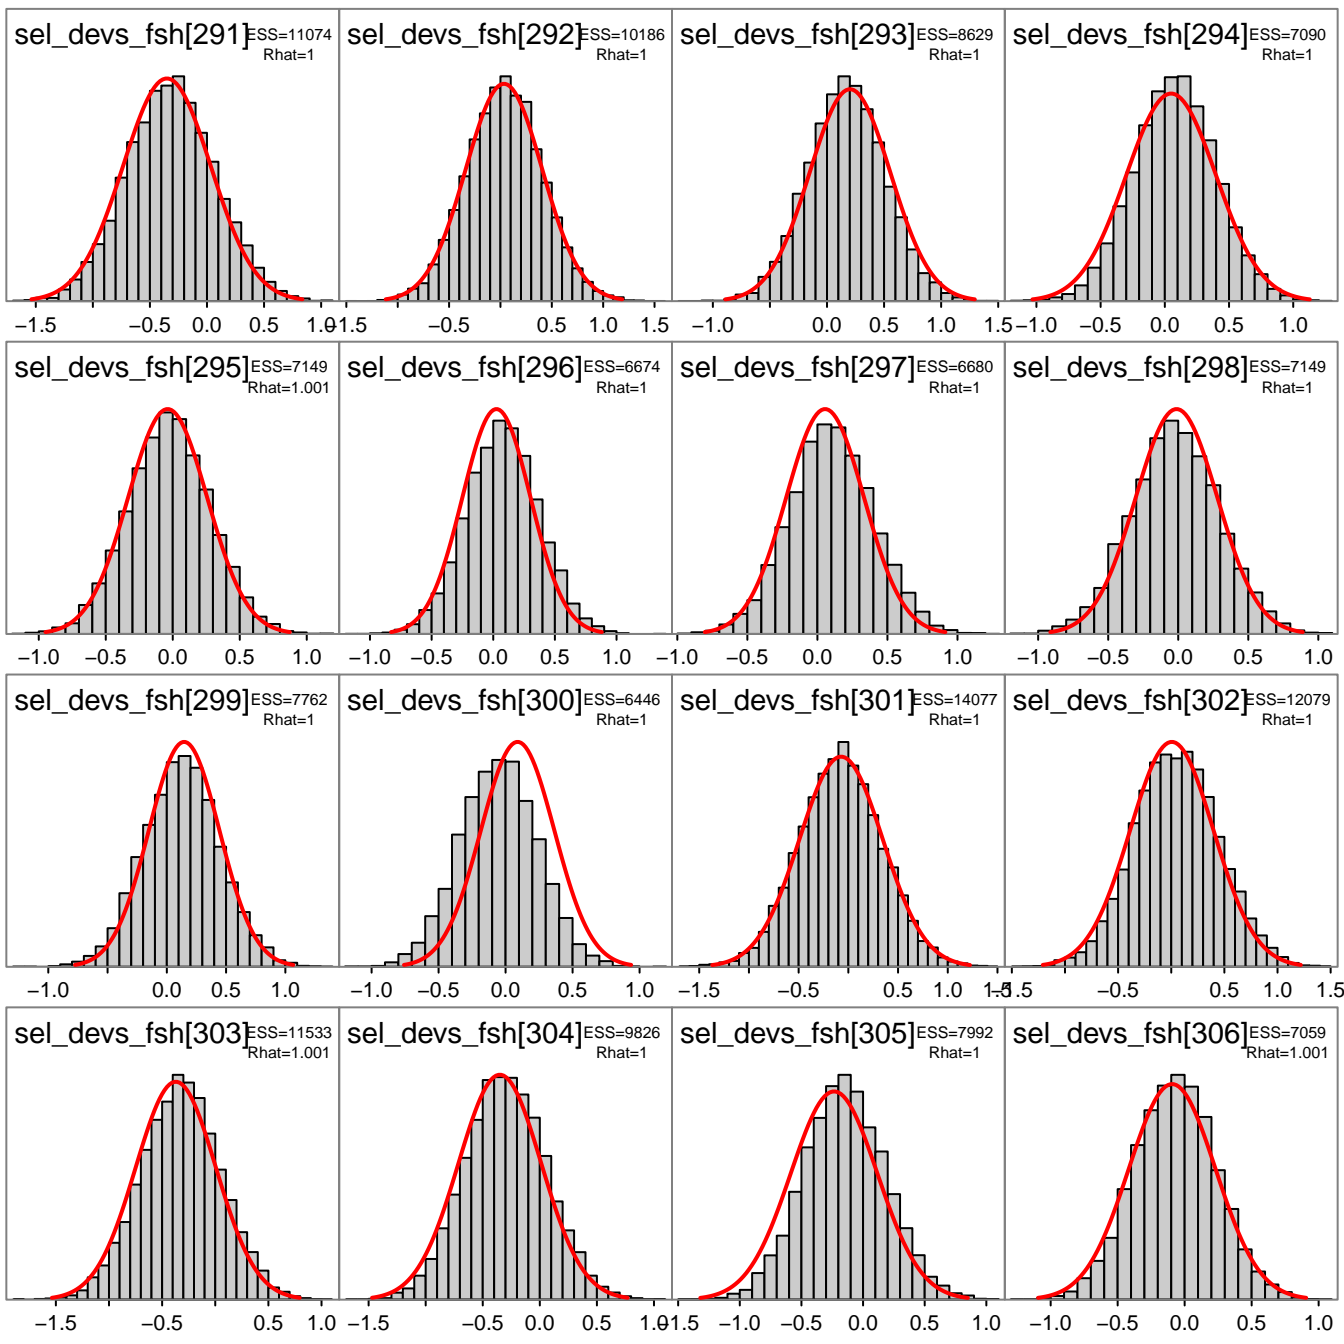 sel_devs_fsh[291] ESS=11074
Rhat=1
sel_devs_fsh[292] ESS=10186
Rhat=1
sel_devs_fsh[293] ESS=8629
Rhat=1
sel_devs_fsh[294] ESS=7090
Rhat=1
−1.5 −0.5 0.0 0.5 1.0
−1.5 −0.5 0.0 0.5 1.0 1.5
−1.0 0.0 0.5 1.0 1.5
−1.0 −0.5 0.0 0.5 1.0
sel_devs_fsh[295] ESS=7149
Rhat=1.001
sel_devs_fsh[296] ESS=6674
Rhat=1
sel_devs_fsh[297] ESS=6680
Rhat=1
sel_devs_fsh[298] ESS=7149
Rhat=1
−1.0 −0.5 0.0 0.5 1.0
−1.0 −0.5 0.0 0.5 1.0
−1.0 −0.5 0.0 0.5 1.0
−1.0 −0.5 0.0 0.5 1.0
sel_devs_fsh[299] ESS=7762
Rhat=1
sel_devs_fsh[300] ESS=6446
Rhat=1
sel_devs_fsh[301] ESS=14077
Rhat=1
sel_devs_fsh[302] ESS=12079
Rhat=1
−1.0 0.0 0.5 1.0
−1.0 −0.5 0.0 0.5 1.0
−1.5 −0.5 0.5 1.5
−1.5 −0.5 0.5 1.0 1.5
sel_devs_fsh[303] ESS=11533
Rhat=1.001
sel_devs_fsh[304] ESS=9826
Rhat=1
sel_devs_fsh[305] ESS=7992
Rhat=1
sel_devs_fsh[306] ESS=7059
Rhat=1.001
−1.5 −0.5 0.0 0.5 1.0
−1.5 −0.5 0.0 0.5 1.0
−1.5 −1.0 −0.5 0.0 0.5 1.0
−1.0 −0.5 0.0 0.5 1.0